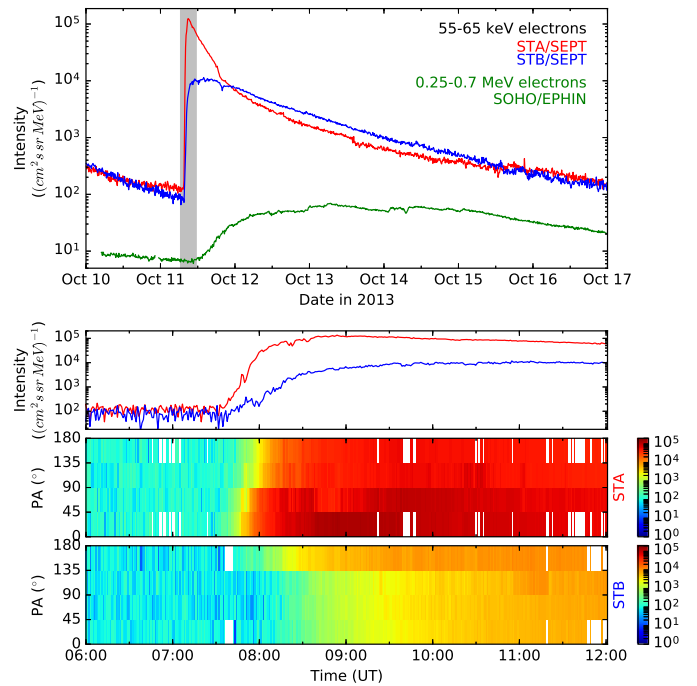 10⁵
10⁴
10³
10²
10¹
Intensity
((cm² s sr MeV)⁻¹)
55-65 keV electrons
STA/SEPT
STB/SEPT
0.25-0.7 MeV electrons
SOHO/EPHIN
Oct 10 Oct 11 Oct 12 Oct 13 Oct 14 Oct 15 Oct 16 Oct 17
Date in 2013
10⁵
10⁴
10³
10²
Intensity
((cm² s sr MeV)⁻¹)
180
135
90
45
0
PA (°)
10⁵
10⁴
10³
10²
10¹
10⁰
STA
180
135
90
45
0
PA (°)
10⁵
10⁴
10³
10²
10¹
10⁰
STB
06:00 07:00 08:00 09:00 10:00 11:00 12:00
Time (UT)